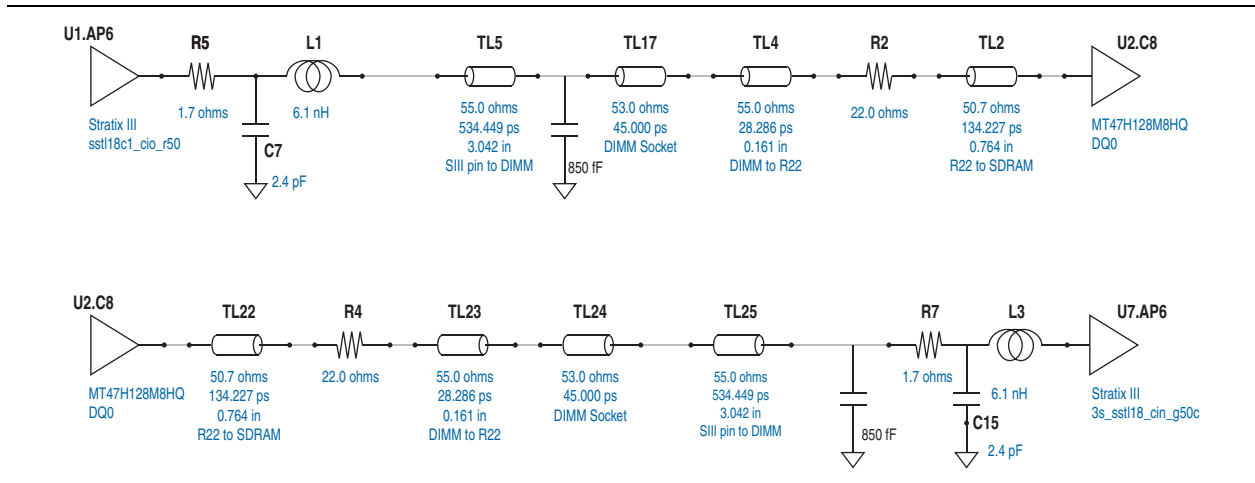 U1.AP6
R5
L1
TL5
TL17
TL4
R2
TL2
U2.C8
Stratix III
sstl18c1_cio_r50
1.7 ohms
C7
2.4 pF
6.1 nH
55.0 ohms
534.449 ps
3.042 in
SIII pin to DIMM
850 fF
53.0 ohms
45.000 ps
DIMM Socket
55.0 ohms
28.286 ps
0.161 in
DIMM to R22
22.0 ohms
50.7 ohms
134.227 ps
0.764 in
R22 to SDRAM
MT47H128M8HQ
DQ0
U2.C8
TL22
R4
TL23
TL24
TL25
R7
L3
U7.AP6
MT47H128M8HQ
DQ0
50.7 ohms
134.227 ps
0.764 in
R22 to SDRAM
22.0 ohms
55.0 ohms
28.286 ps
0.161 in
DIMM to R22
53.0 ohms
45.000 ps
DIMM Socket
55.0 ohms
534.449 ps
3.042 in
SIII pin to DIMM
850 fF
1.7 ohms
C15
2.4 pF
6.1 nH
Stratix III
3s_sstl18_cin_g50c